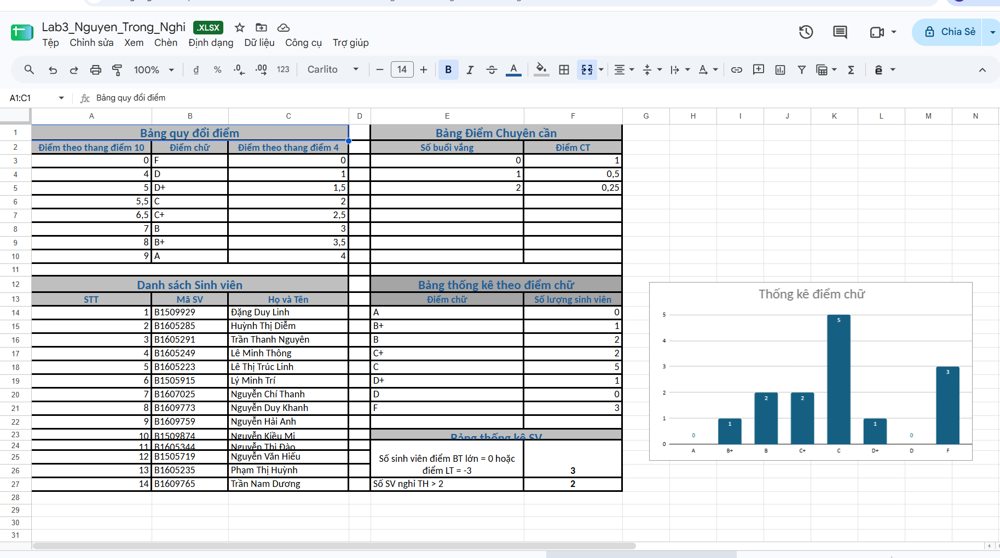 Lab3_Nguyen_Trong_Nghi .XLSX
Tệp Chỉnh sửa Xem Chèn Định dạng Dữ liệu Công cụ Trợ giúp
Chia Sẻ
100% đ % .0 .00 123 Carlito 14 B I A A Σ ê
A1:C1 fx Bảng quy đổi điểm
A B C D E F G H I J K L M N
1 Bảng quy đổi điểm Bảng Điểm Chuyên cần
2 Điểm theo thang điểm 10 Điểm chữ Điểm theo thang điểm 4 Số buổi vắng Điểm CT
3 0 F 0 0 1
4 4 D 1 1 0,5
5 5 D+ 1,5 2 0,25
6 5,5 C 2
7 6,5 C+ 2,5
8 7 B 3
9 8 B+ 3,5
10 9 A 4
11
12 Danh sách Sinh viên Bảng thống kê theo điểm chữ
13 STT Mã SV Họ và Tên Điểm chữ Số lượng sinh viên
14 1 B1509929 Đặng Duy Linh A 0
15 2 B1605285 Huỳnh Thị Diễm B+ 1
16 3 B1605291 Trần Thanh Nguyên B 2
17 4 B1605249 Lê Minh Thông C+ 2
18 5 B1605223 Lê Thị Trúc Linh C 5
19 6 B1505915 Lý Minh Trí D+ 1
20 7 B1607025 Nguyễn Chí Thanh D 0
21 8 B1609773 Nguyễn Duy Khanh F 3
22 9 B1609759 Nguyễn Hải Anh
23 10 B1509874 Nguyễn Kiều Mi Bảng thống kê SV
24 11 B1605344 Nguyễn Thị Đào
25 12 B1505719 Nguyễn Văn Hiếu Số sinh viên điểm BT lớn = 0 hoặc
26 13 B1605235 Phạm Thị Huỳnh điểm LT = -3 3
27 14 B1609765 Trần Nam Dương Số SV nghỉ TH > 2 2
28
29
30
31
Thống kê điểm chữ
5 5
4
3 3
2 2 2
1 1 1
0 0 0
A B+ B C+ C D+ D F